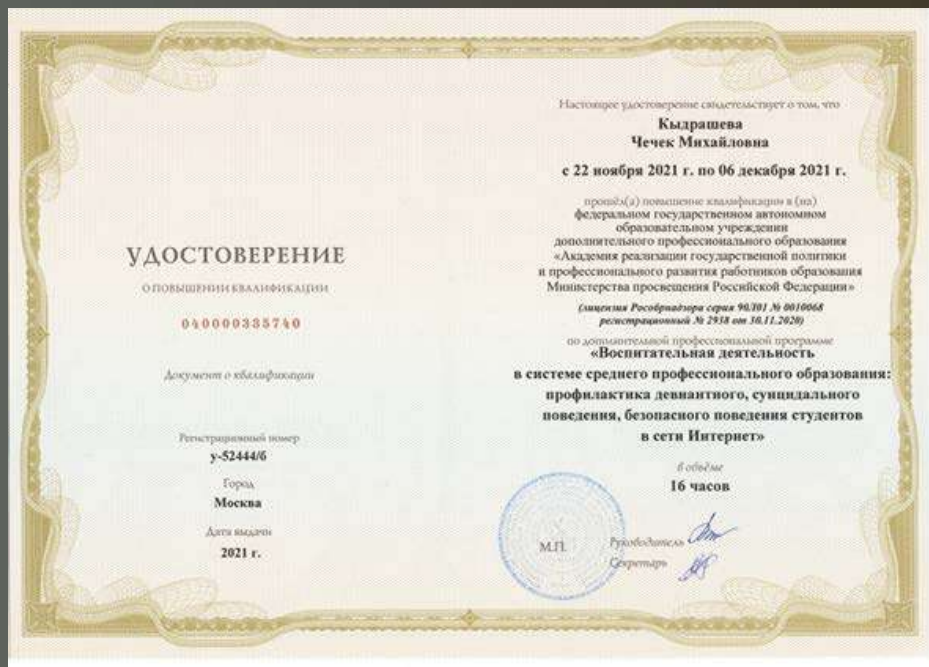 УДОСТОВЕРЕНИЕ
О ПОВЫШЕНИИ КВАЛИФИКАЦИИ
040000335740
Документ о квалификации
Регистрационный номер
у-52444/б
Город
Москва
Дата выдачи
2021 г.
Настоящее удостоверение свидетельствует о том, что
Кыдрашева
Чечек Михайловна
с 22 ноября 2021 г. по 06 декабря 2021 г.
прошёл(а) повышение квалификации в (на)
федеральном государственном автономном
образовательном учреждении
дополнительного профессионального образования
«Академия реализации государственной политики
и профессионального развития работников образования
Министерства просвещения Российской Федерации»
(лицензия Рособрнадзора серия 90Л01 № 0010068
регистрационный № 2938 от 30.11.2020)
по дополнительной профессиональной программе
«Воспитательная деятельность
в системе среднего профессионального образования:
профилактика девиантного, суицидального
поведения, безопасного поведения студентов
в сети Интернет»
в объёме
16 часов
М.П.
Руководитель
Секретарь